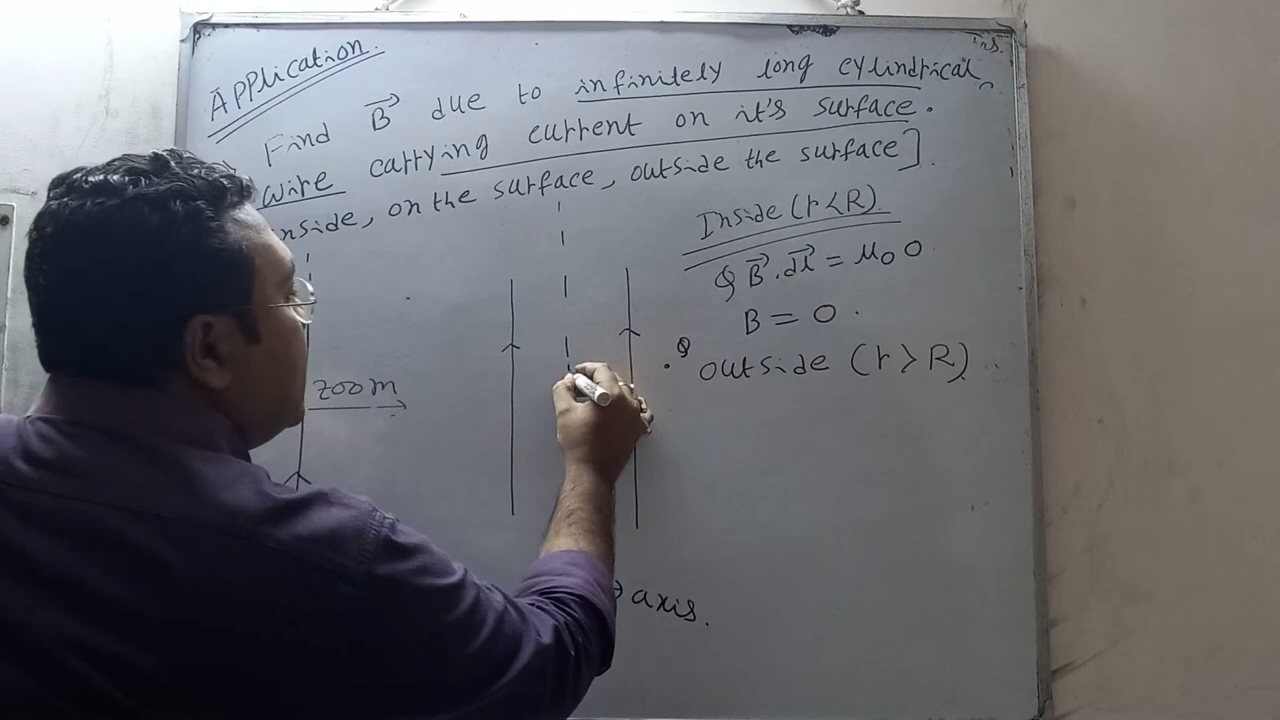 Application.
Find B⃗ due to infinitely long cylindrical
wire carrying current on it's surface.
inside, on the surface, outside the surface].
Inside (r<R)
∮ B⃗.dl⃗ = μ₀ 0
B = 0.
outside (r>R)
zoom
axis.